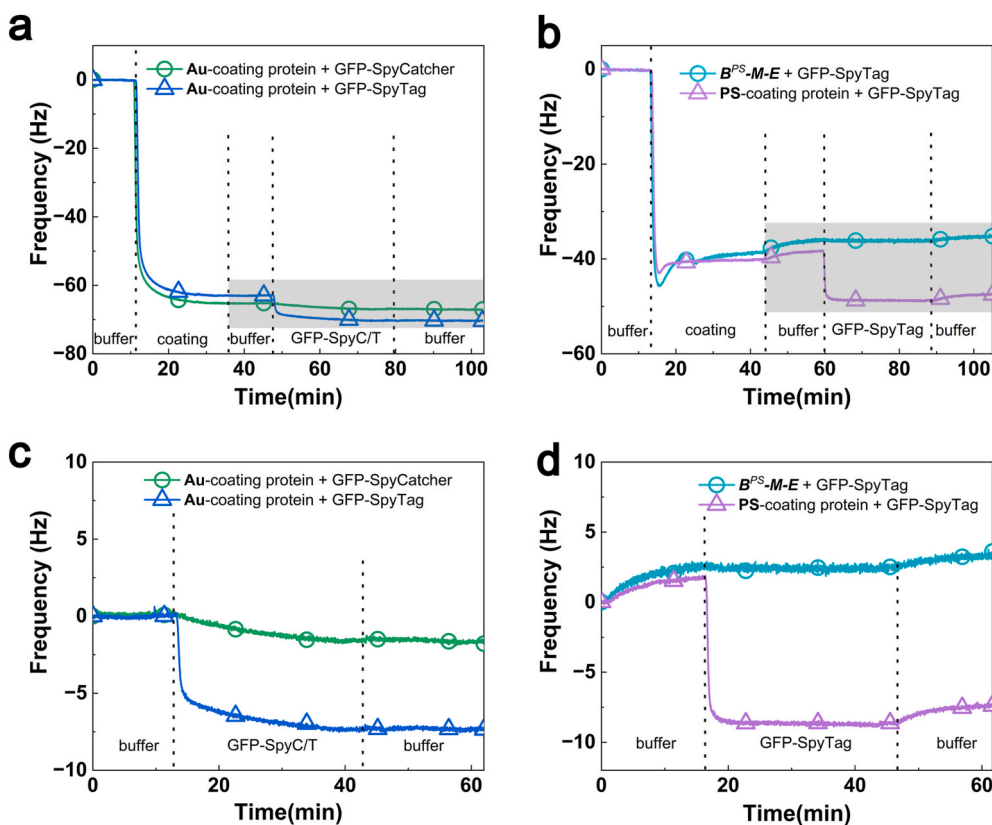 a
Frequency (Hz)
0
−20
−40
−60
−80
Au-coating protein + GFP-SpyCatcher
Au-coating protein + GFP-SpyTag
buffer
coating
buffer
GFP-SpyC/T
buffer
0
20
40
60
80
100
Time(min)
b
Frequency (Hz)
0
−20
−40
−60
B^PS-M-E + GFP-SpyTag
PS-coating protein + GFP-SpyTag
buffer
coating
buffer
GFP-SpyTag
buffer
0
20
40
60
80
100
Time(min)
c
Frequency (Hz)
10
5
0
−5
−10
Au-coating protein + GFP-SpyCatcher
Au-coating protein + GFP-SpyTag
buffer
GFP-SpyC/T
buffer
0
20
40
60
Time(min)
d
Frequency (Hz)
10
5
0
−5
−10
B^PS-M-E + GFP-SpyTag
PS-coating protein + GFP-SpyTag
buffer
GFP-SpyTag
buffer
0
20
40
60
Time(min)